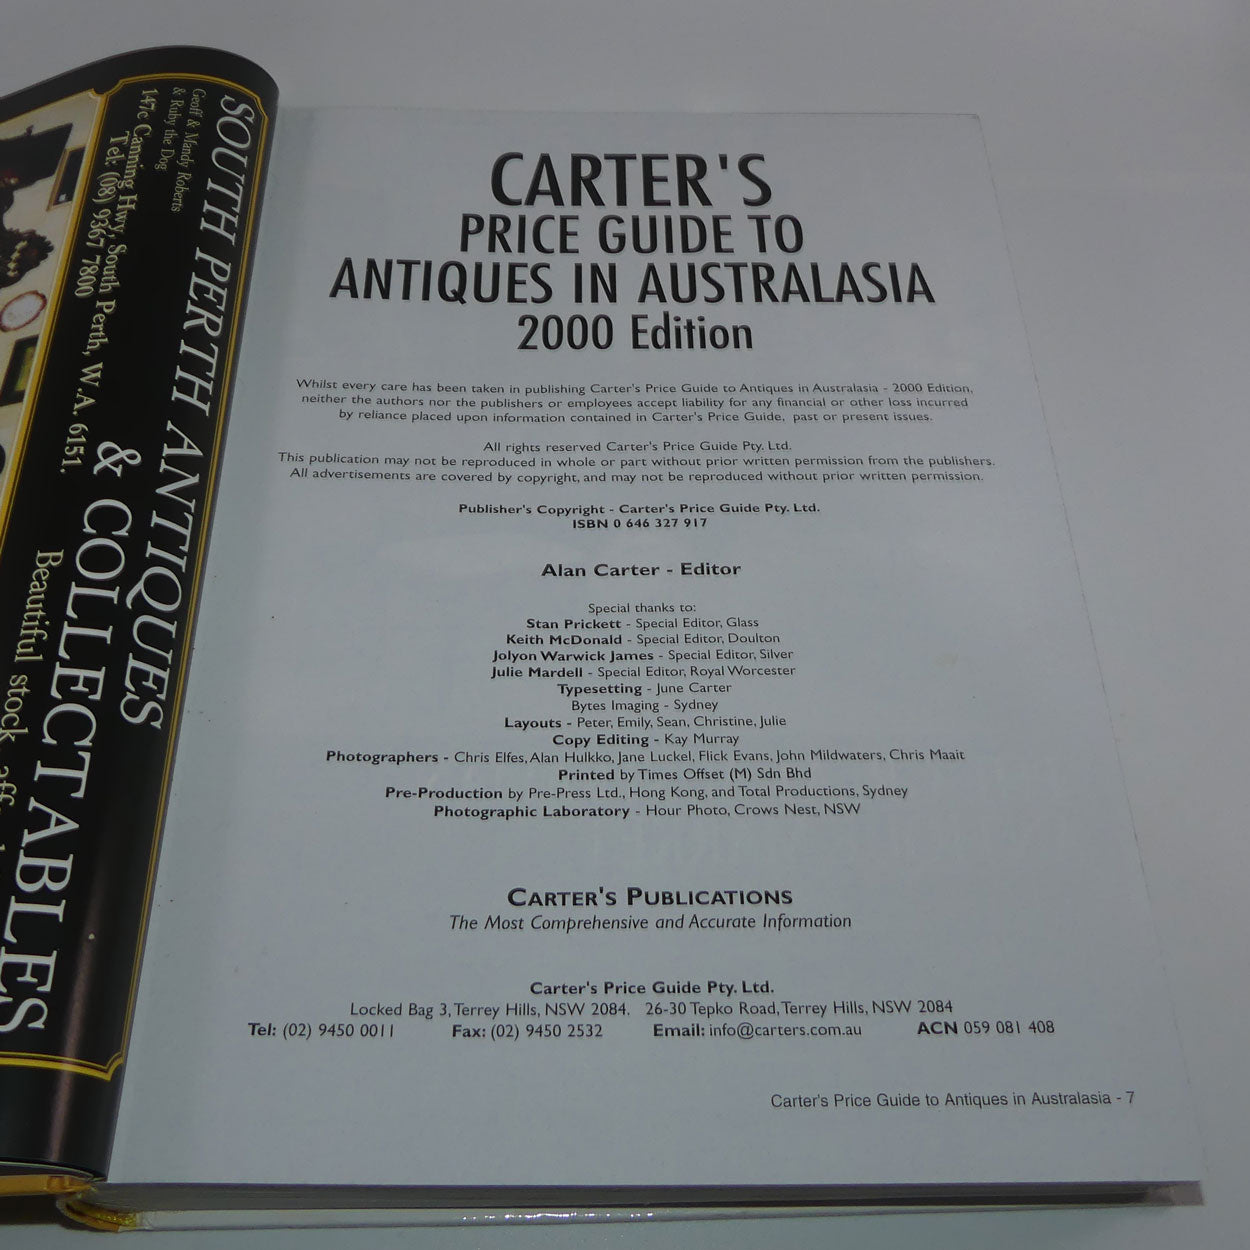 SOUTH PERTH ANTIQUES
& COLLECTABLES
Geoff & Mandy Roberts
& Ruby the Dog
147c Canning Hwy, South Perth, W.A. 6151.
Tel: (08) 9367 7800
Beautiful stock
CARTER'S
PRICE GUIDE TO
ANTIQUES IN AUSTRALASIA
2000 Edition
Whilst every care has been taken in publishing Carter's Price Guide to Antiques in Australasia - 2000 Edition,
neither the authors nor the publishers or employees accept liability for any financial or other loss incurred
by reliance placed upon information contained in Carter's Price Guide, past or present issues.
All rights reserved Carter's Price Guide Pty. Ltd.
This publication may not be reproduced in whole or part without prior written permission from the publishers.
All advertisements are covered by copyright, and may not be reproduced without prior written permission.
Publisher's Copyright - Carter's Price Guide Pty. Ltd.
ISBN 0 646 327 917
Alan Carter - Editor
Special thanks to:
Stan Prickett - Special Editor, Glass
Keith McDonald - Special Editor, Doulton
Jolyon Warwick James - Special Editor, Silver
Julie Mardell - Special Editor, Royal Worcester
Typesetting - June Carter
Bytes Imaging - Sydney
Layouts - Peter, Emily, Sean, Christine, Julie
Copy Editing - Kay Murray
Photographers - Chris Elfes, Alan Hulkko, Jane Luckel, Flick Evans, John Mildwaters, Chris Maait
Printed by Times Offset (M) Sdn Bhd
Pre-Production by Pre-Press Ltd., Hong Kong, and Total Productions, Sydney
Photographic Laboratory - Hour Photo, Crows Nest, NSW
CARTER'S PUBLICATIONS
The Most Comprehensive and Accurate Information
Carter's Price Guide Pty. Ltd.
Locked Bag 3, Terrey Hills, NSW 2084. 26-30 Tepko Road, Terrey Hills, NSW 2084
Tel: (02) 9450 0011 Fax: (02) 9450 2532 Email: info@carters.com.au ACN 059 081 408
Carter's Price Guide to Antiques in Australasia - 7